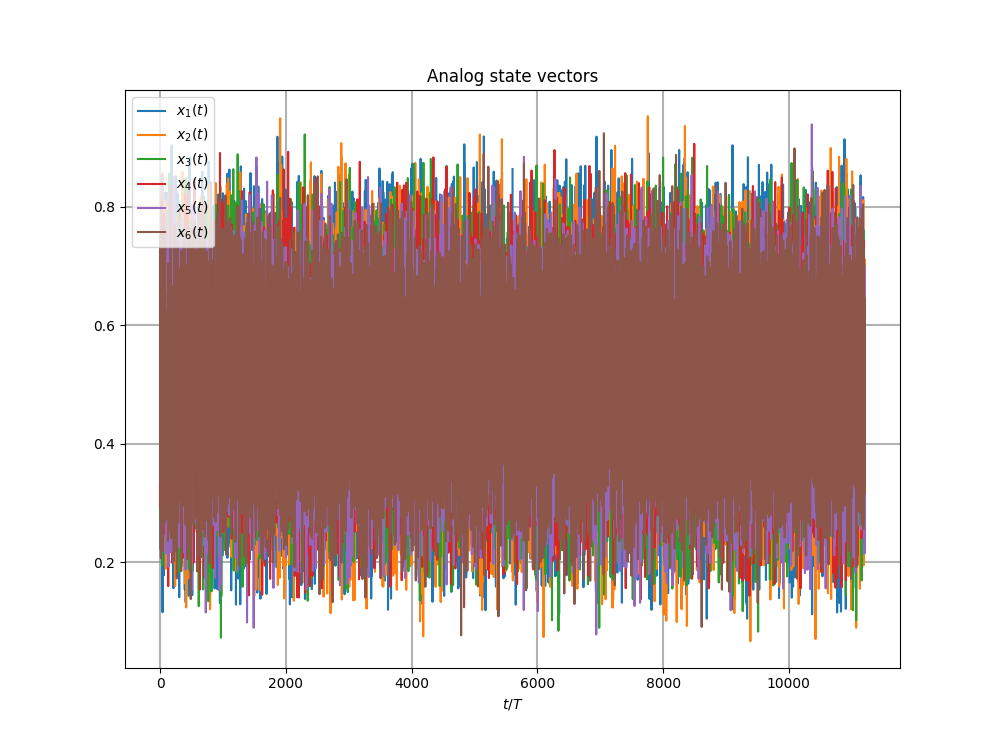 Analog state vectors
x₁(t)
x₂(t)
x₃(t)
x₄(t)
x₅(t)
x₆(t)
0.8
0.6
0.4
0.2
0 2000 4000 6000 8000 10000
t/T